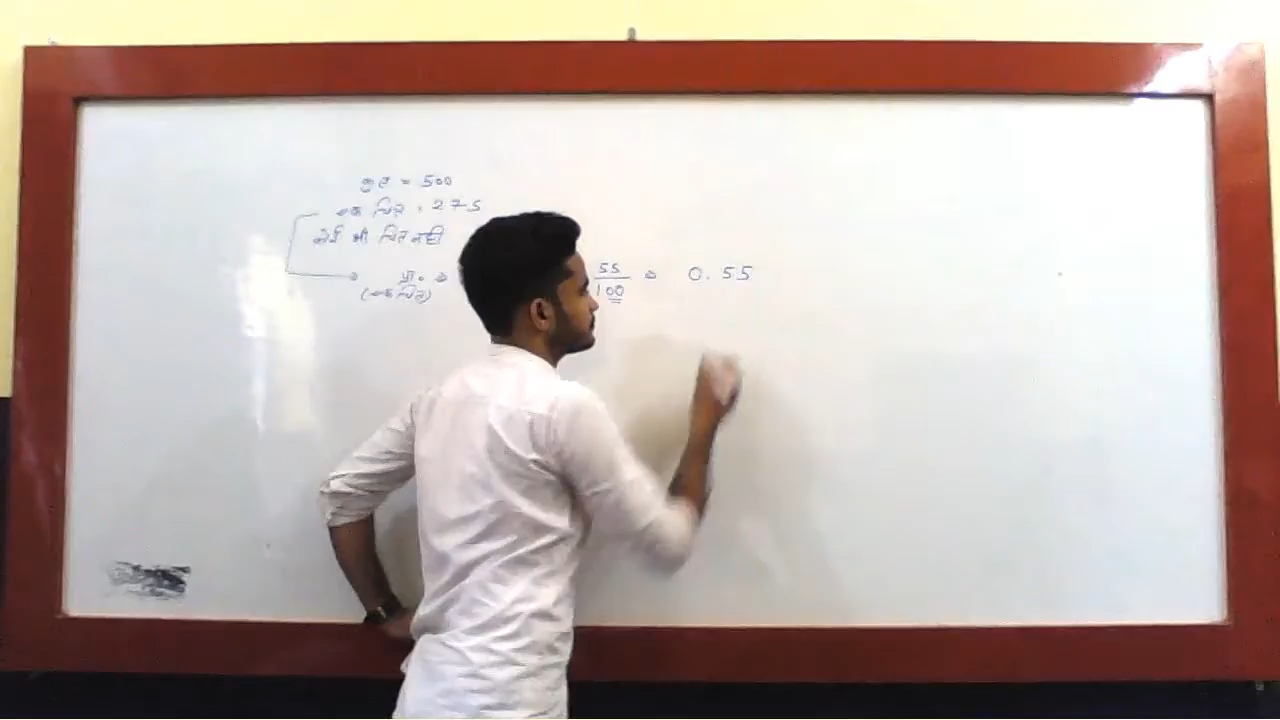 कुल = 500
एक चित् = 275
कोई भी चित नही
प्रा० =
55/100 = 0.55
(एक चित्)